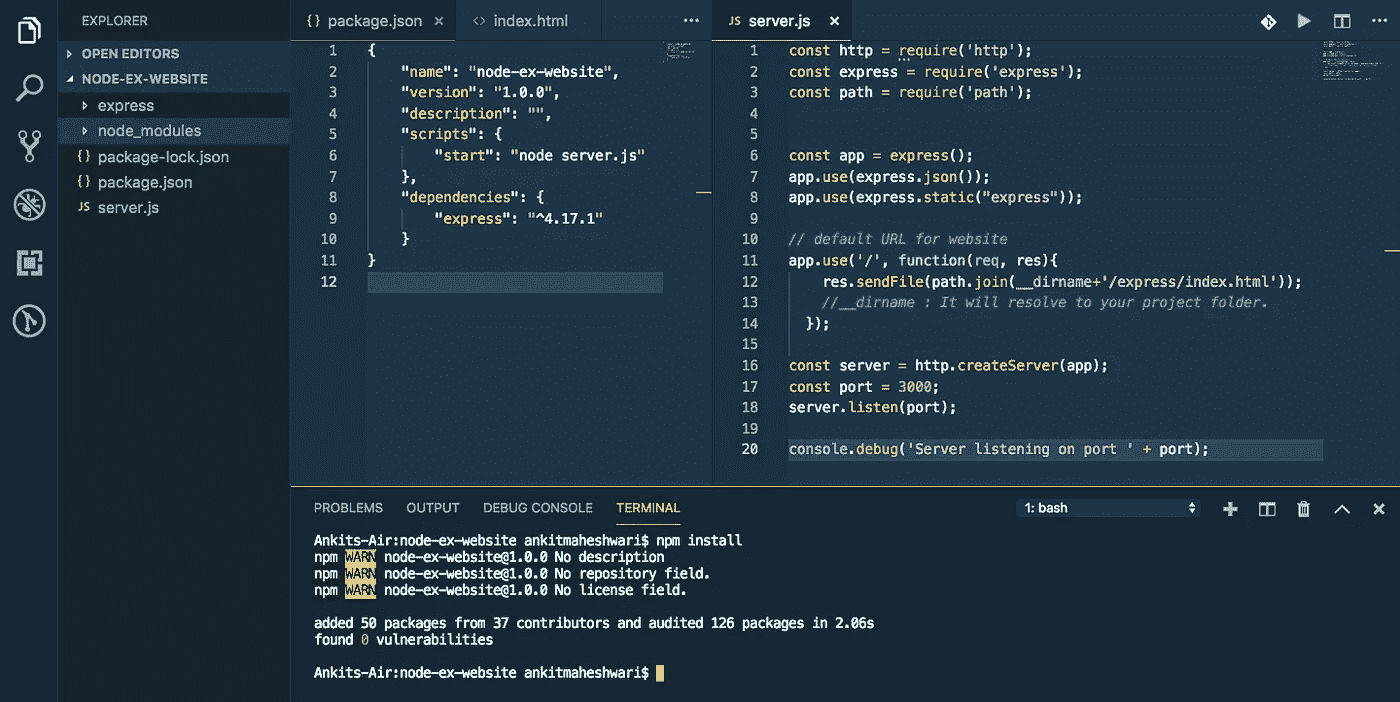 EXPLORER
OPEN EDITORS
NODE-EX-WEBSITE
express
node_modules
{} package-lock.json
{} package.json
JS server.js
{} package.json ×
<> index.html
···
1 {
2 "name": "node-ex-website",
3 "version": "1.0.0",
4 "description": "",
5 "scripts": {
6 "start": "node server.js"
7 },
8 "dependencies": {
9 "express": "^4.17.1"
10 }
11 }
12
JS server.js ×
···
1 const http = require('http');
2 const express = require('express');
3 const path = require('path');
4
5
6 const app = express();
7 app.use(express.json());
8 app.use(express.static("express"));
9
10 // default URL for website
11 app.use('/', function(req, res){
12 res.sendFile(path.join(__dirname+'/express/index.html'));
13 //__dirname : It will resolve to your project folder.
14 });
15
16 const server = http.createServer(app);
17 const port = 3000;
18 server.listen(port);
19
20 console.debug('Server listening on port ' + port);
PROBLEMS OUTPUT DEBUG CONSOLE TERMINAL
1: bash
Ankits-Air:node-ex-website ankitmaheshwari$ npm install
npm WARN node-ex-website@1.0.0 No description
npm WARN node-ex-website@1.0.0 No repository field.
npm WARN node-ex-website@1.0.0 No license field.
added 50 packages from 37 contributors and audited 126 packages in 2.06s
found 0 vulnerabilities
Ankits-Air:node-ex-website ankitmaheshwari$